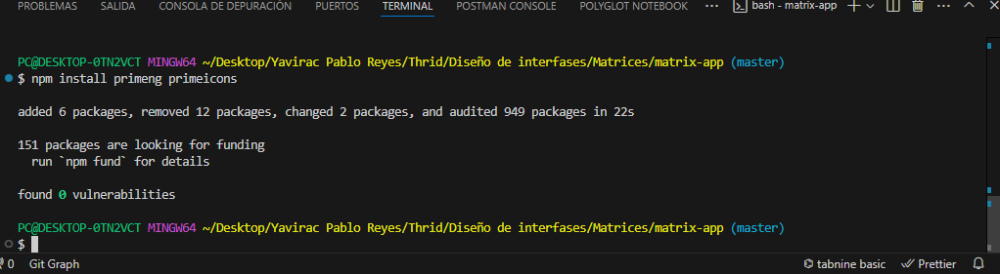 PROBLEMAS SALIDA CONSOLA DE DEPURACIÓN PUERTOS TERMINAL POSTMAN CONSOLE POLYGLOT NOTEBOOK ··· bash - matrix-app
PC@DESKTOP-0TN2VCT MINGW64 ~/Desktop/Yavirac Pablo Reyes/Thrid/Diseño de interfases/Matrices/matrix-app (master)
$ npm install primeng primeicons
added 6 packages, removed 12 packages, changed 2 packages, and audited 949 packages in 22s
151 packages are looking for funding
run `npm fund` for details
found 0 vulnerabilities
PC@DESKTOP-0TN2VCT MINGW64 ~/Desktop/Yavirac Pablo Reyes/Thrid/Diseño de interfases/Matrices/matrix-app (master)
$
0 Git Graph tabnine basic Prettier